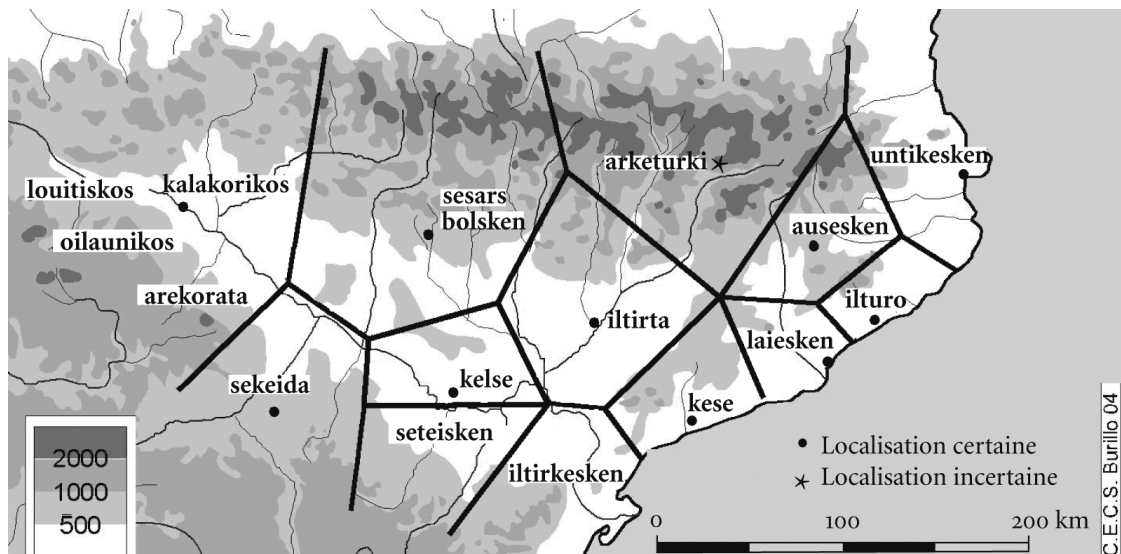 untikesken
arketurki
louitiskos
kalakorikos
sesars
bolsken
ausesken
oilaunikos
arekorata
ilturo
iltirta
laiesken
sekeida
kelse
kese
seteisken
iltirkesken
Localisation certaine
Localisation incertaine
2000
1000
500
0 100 200 km
C.E.C.S. Burillo 04